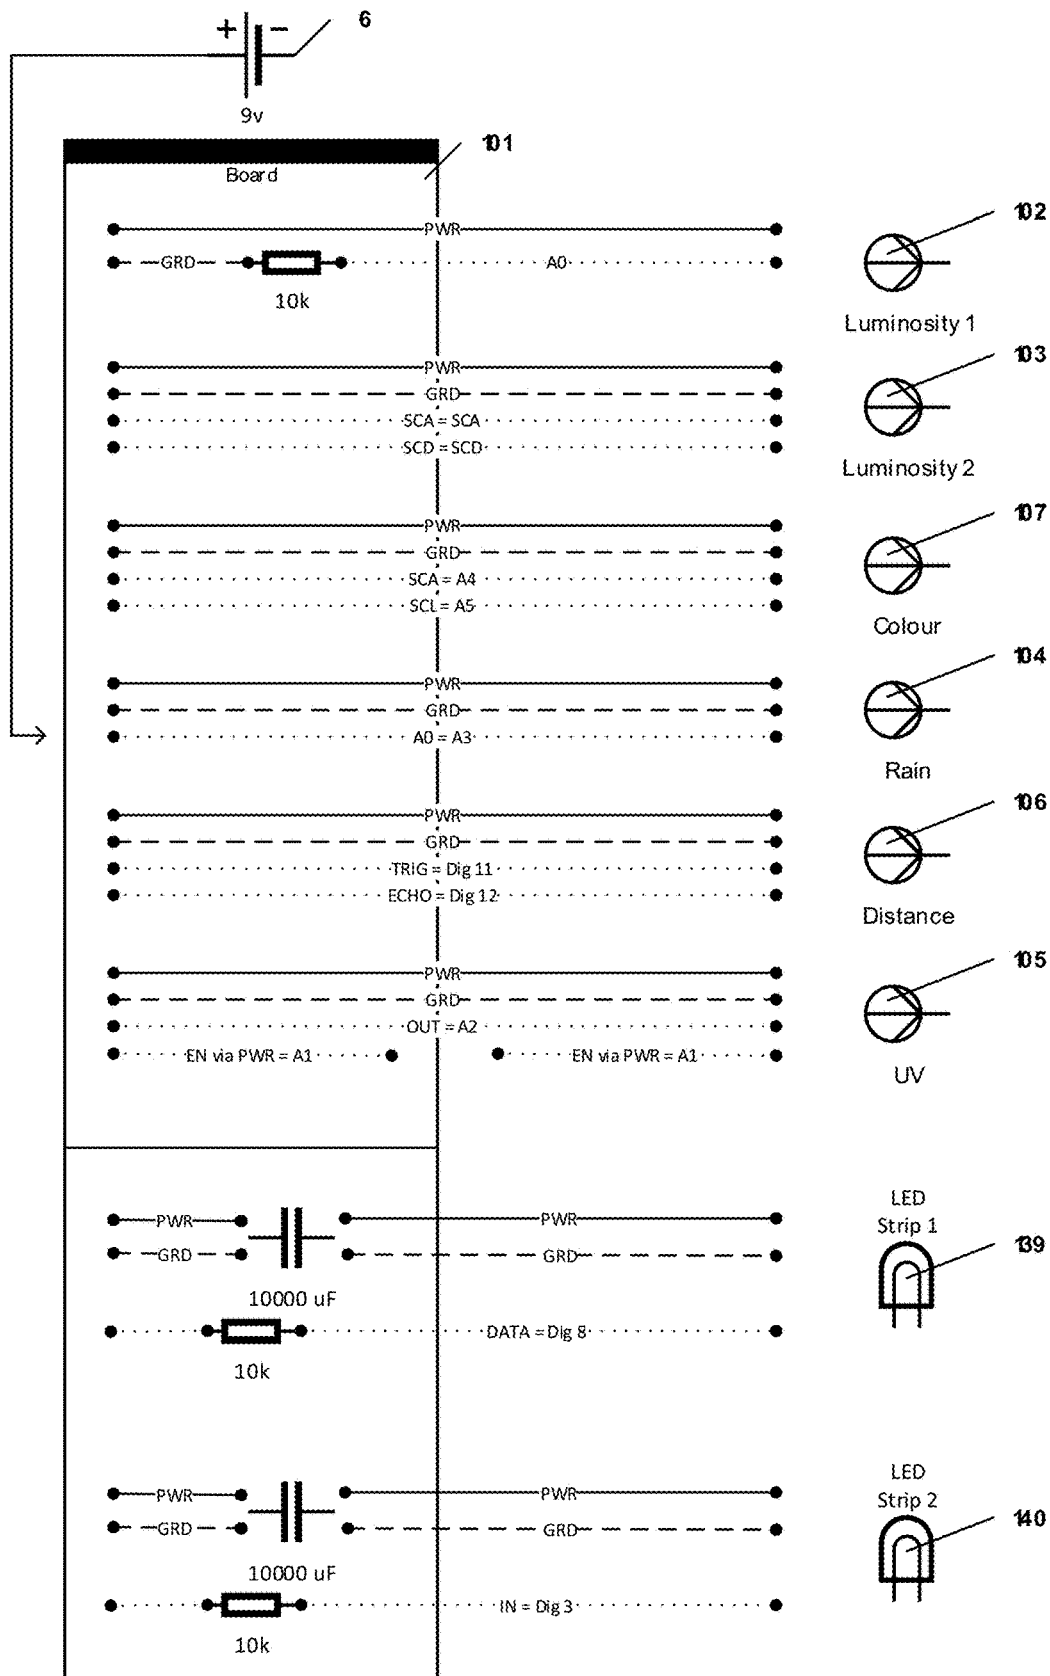 + − 6
9v
101
Board
PWR
102
GRD A0
10k
Luminosity 1
PWR
103
GRD
SCA = SCA
SCD = SCD
Luminosity 2
PWR
107
GRD
SCA = A4
SCL = A5
Colour
PWR
104
GRD
A0 = A3
Rain
PWR
106
GRD
TRIG = Dig 11
ECHO = Dig 12
Distance
PWR
105
GRD
OUT = A2
EN via PWR = A1 EN via PWR = A1
UV
LED
Strip 1
PWR PWR
139
GRD GRD
10000 uF
DATA = Dig 8
10k
LED
Strip 2
PWR PWR
140
GRD GRD
10000 uF
IN = Dig 3
10k